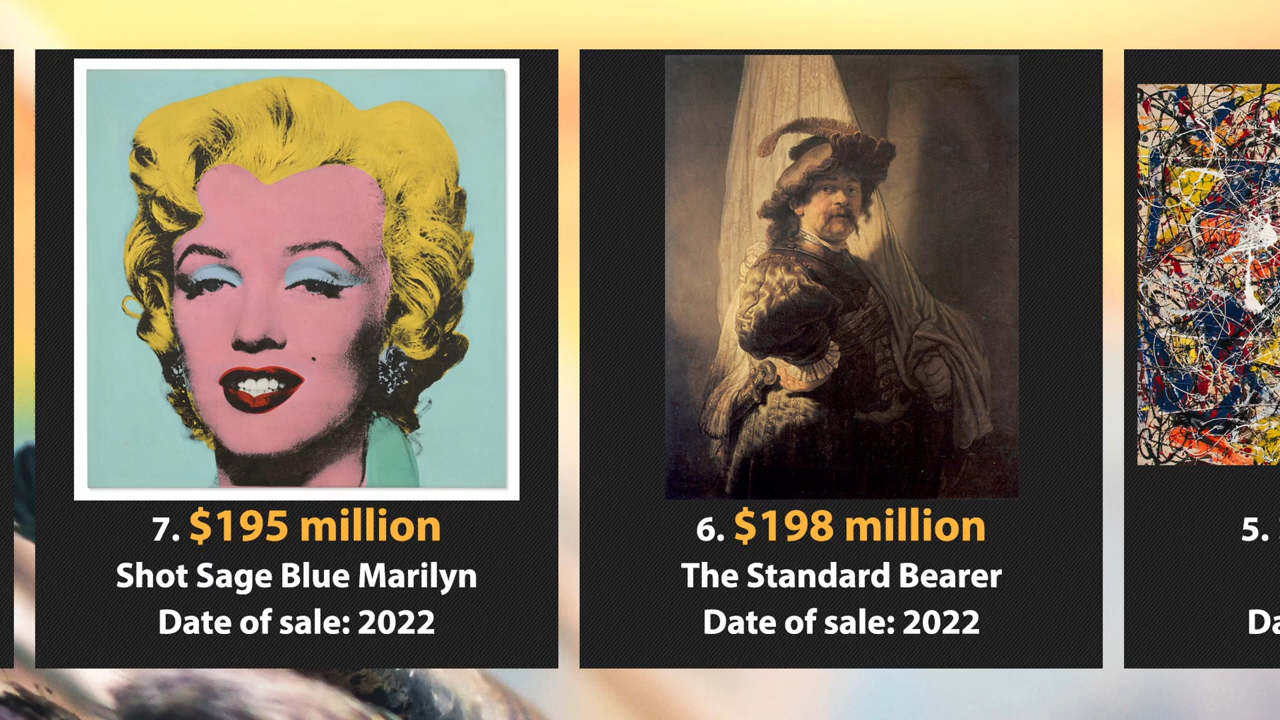 7. $195 million
Shot Sage Blue Marilyn
Date of sale: 2022
6. $198 million
The Standard Bearer
Date of sale: 2022
5.